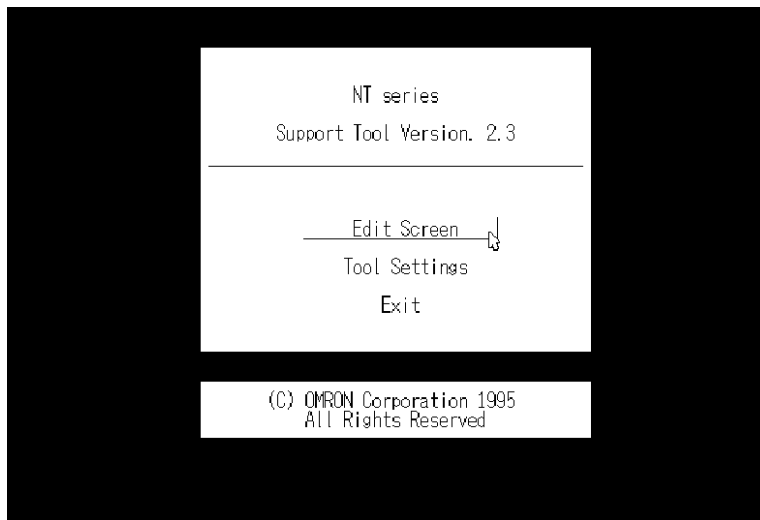 NT series
Support Tool Version. 2.3
Edit Screen
Tool Settings
Exit
(C) OMRON Corporation 1995
All Rights Reserved